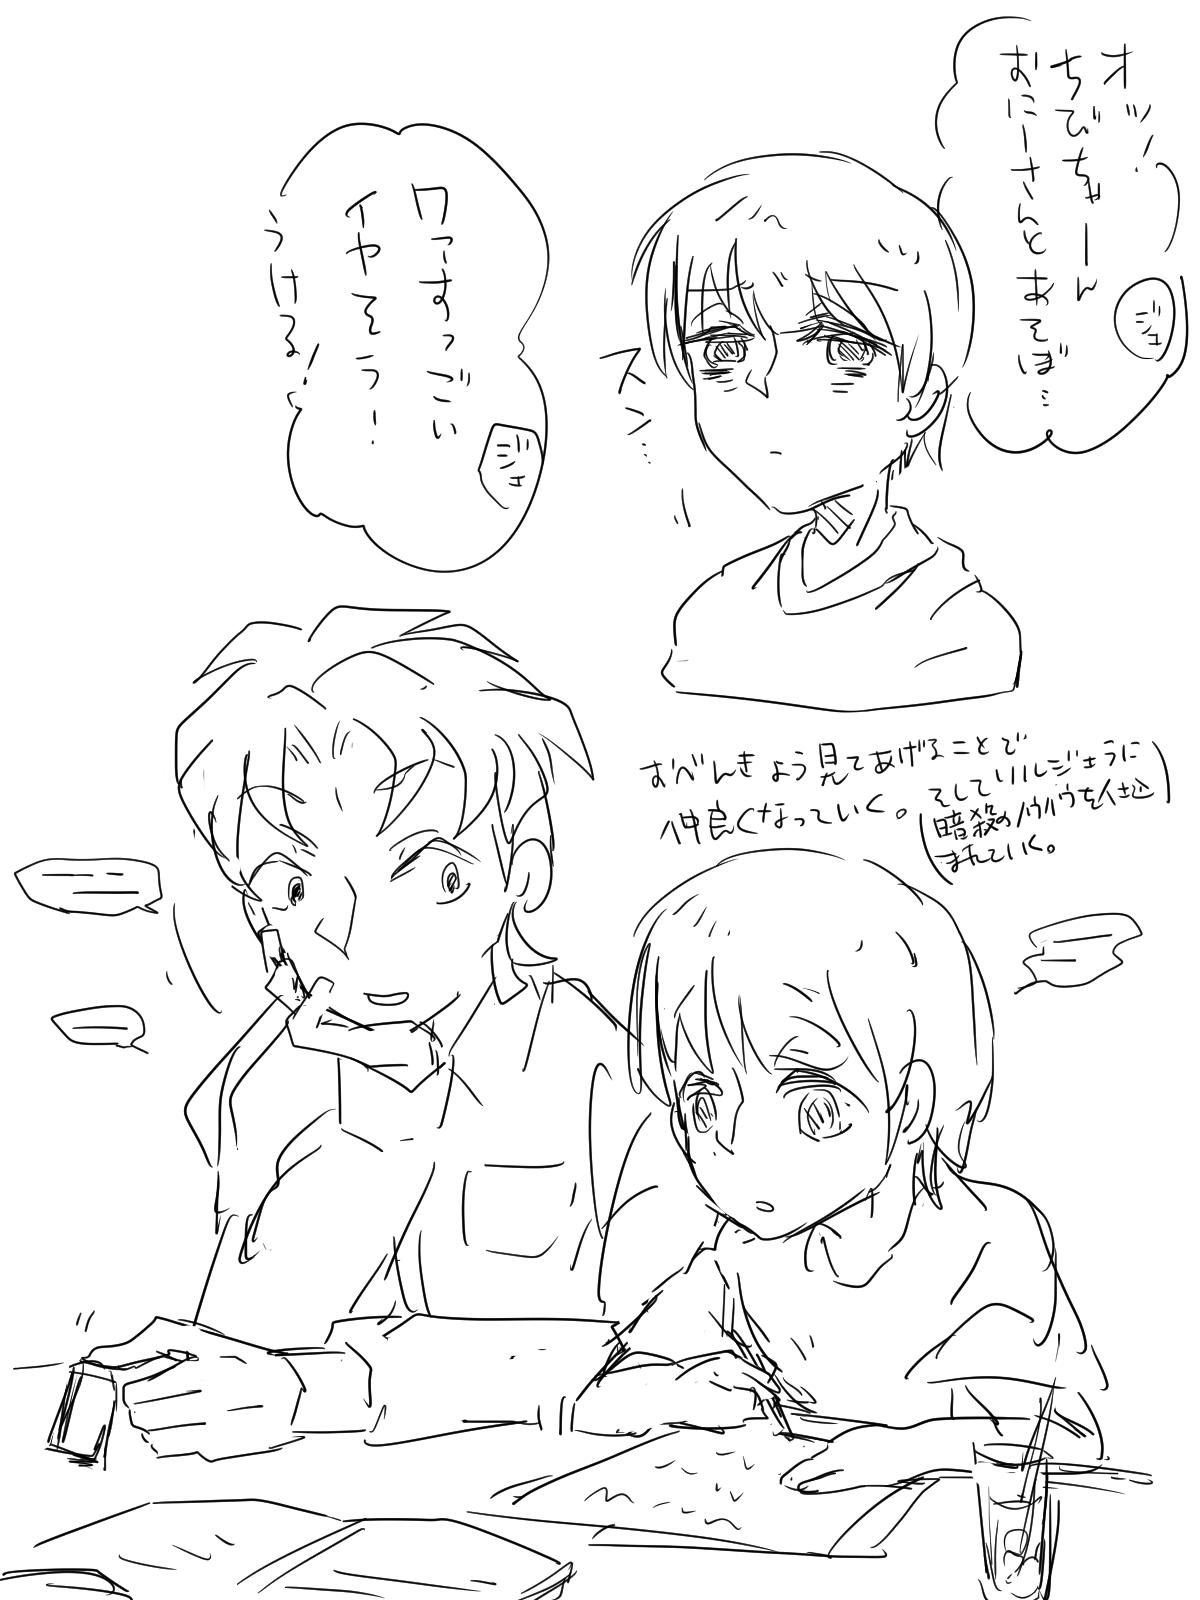 オッ!
ちびちゃーん
おにーさんとあそぼ…
ジェ
スン…
ワァすっごい
イヤそう!
うける!
ジェ
おべんきょう見てあげることで
仲良くなっていく。
(そしてリルジェラに
暗殺のノウハウを仕込
まれていく。)